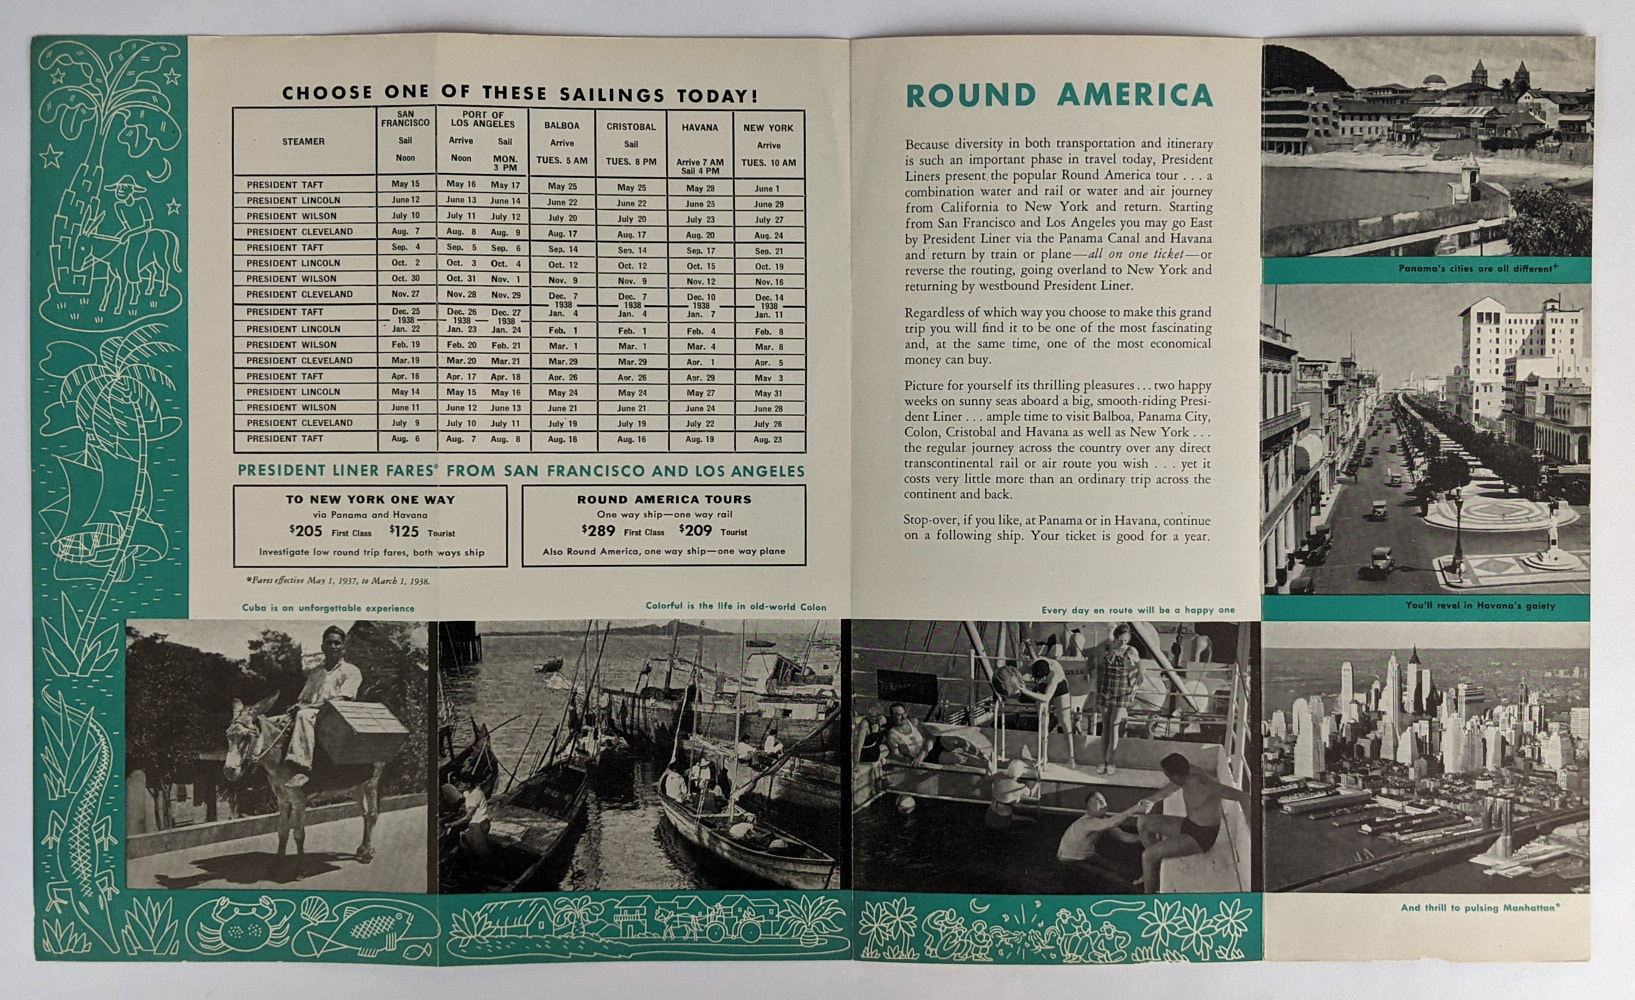 CHOOSE ONE OF THESE SAILINGS TODAY!
STEAMER
SAN FRANCISCO Sail Noon
PORT OF LOS ANGELES Arrive Noon Sail MON. 3 PM
BALBOA Arrive TUES. 5 AM
CRISTOBAL Sail TUES. 8 PM
HAVANA Arrive 7 AM Sail 4 PM
NEW YORK Arrive TUES. 10 AM
PRESIDENT TAFT May 15 May 16 May 17 May 25 May 25 May 28 June 1
PRESIDENT LINCOLN June 12 June 13 June 14 June 22 June 22 June 25 June 29
PRESIDENT WILSON July 10 July 11 July 12 July 20 July 20 July 23 July 27
PRESIDENT CLEVELAND Aug. 7 Aug. 8 Aug. 9 Aug. 17 Aug. 17 Aug. 20 Aug. 24
PRESIDENT TAFT Sep. 4 Sep. 5 Sep. 6 Sep. 14 Sep. 14 Sep. 17 Sep. 21
PRESIDENT LINCOLN Oct. 2 Oct. 3 Oct. 4 Oct. 12 Oct. 12 Oct. 15 Oct. 19
PRESIDENT WILSON Oct. 30 Oct. 31 Nov. 1 Nov. 9 Nov. 9 Nov. 12 Nov. 16
PRESIDENT CLEVELAND Nov. 27 Nov. 28 Nov. 29 Dec. 7 Dec. 7 Dec. 10 Dec. 14
1938 1938 1938 1938
PRESIDENT TAFT Dec. 25 Dec. 26 Dec. 27 Jan. 4 Jan. 4 Jan. 7 Jan. 11
1938 1938 1938
PRESIDENT LINCOLN Jan. 22 Jan. 23 Jan. 24 Feb. 1 Feb. 1 Feb. 4 Feb. 8
PRESIDENT WILSON Feb. 19 Feb. 20 Feb. 21 Mar. 1 Mar. 1 Mar. 4 Mar. 8
PRESIDENT CLEVELAND Mar. 19 Mar. 20 Mar. 21 Mar. 29 Mar. 29 Apr. 1 Apr. 5
PRESIDENT TAFT Apr. 16 Apr. 17 Apr. 18 Apr. 26 Apr. 26 Apr. 29 May 3
PRESIDENT LINCOLN May 14 May 15 May 16 May 24 May 24 May 27 May 31
PRESIDENT WILSON June 11 June 12 June 13 June 21 June 21 June 24 June 28
PRESIDENT CLEVELAND July 9 July 10 July 11 July 19 July 19 July 22 July 26
PRESIDENT TAFT Aug. 6 Aug. 7 Aug. 8 Aug. 16 Aug. 16 Aug. 19 Aug. 23
PRESIDENT LINER FARES* FROM SAN FRANCISCO AND LOS ANGELES
TO NEW YORK ONE WAY
via Panama and Havana
$205 First Class $125 Tourist
Investigate low round trip fares, both ways ship
ROUND AMERICA TOURS
One way ship—one way rail
$289 First Class $209 Tourist
Also Round America, one way ship—one way plane
*Fares effective May 1, 1937, to March 1, 1938.
Cuba is an unforgettable experience
Colorful is the life in old-world Colon
ROUND AMERICA
Because diversity in both transportation and itinerary
is such an important phase in travel today, President
Liners present the popular Round America tour . . . a
combination water and rail or water and air journey
from California to New York and return. Starting
from San Francisco and Los Angeles you may go East
by President Liner via the Panama Canal and Havana
and return by train or plane—all on one ticket—or
reverse the routing, going overland to New York and
returning by westbound President Liner.
Regardless of which way you choose to make this grand
trip you will find it to be one of the most fascinating
and, at the same time, one of the most economical
money can buy.
Picture for yourself its thrilling pleasures . . . two happy
weeks on sunny seas aboard a big, smooth-riding Presi-
dent Liner . . . ample time to visit Balboa, Panama City,
Colon, Cristobal and Havana as well as New York . . .
the regular journey across the country over any direct
transcontinental rail or air route you wish . . . yet it
costs very little more than an ordinary trip across the
continent and back.
Stop-over, if you like, at Panama or in Havana, continue
on a following ship. Your ticket is good for a year.
Every day en route will be a happy one
Panama's cities are all different+
You'll revel in Havana's gaiety
And thrill to pulsing Manhattan*